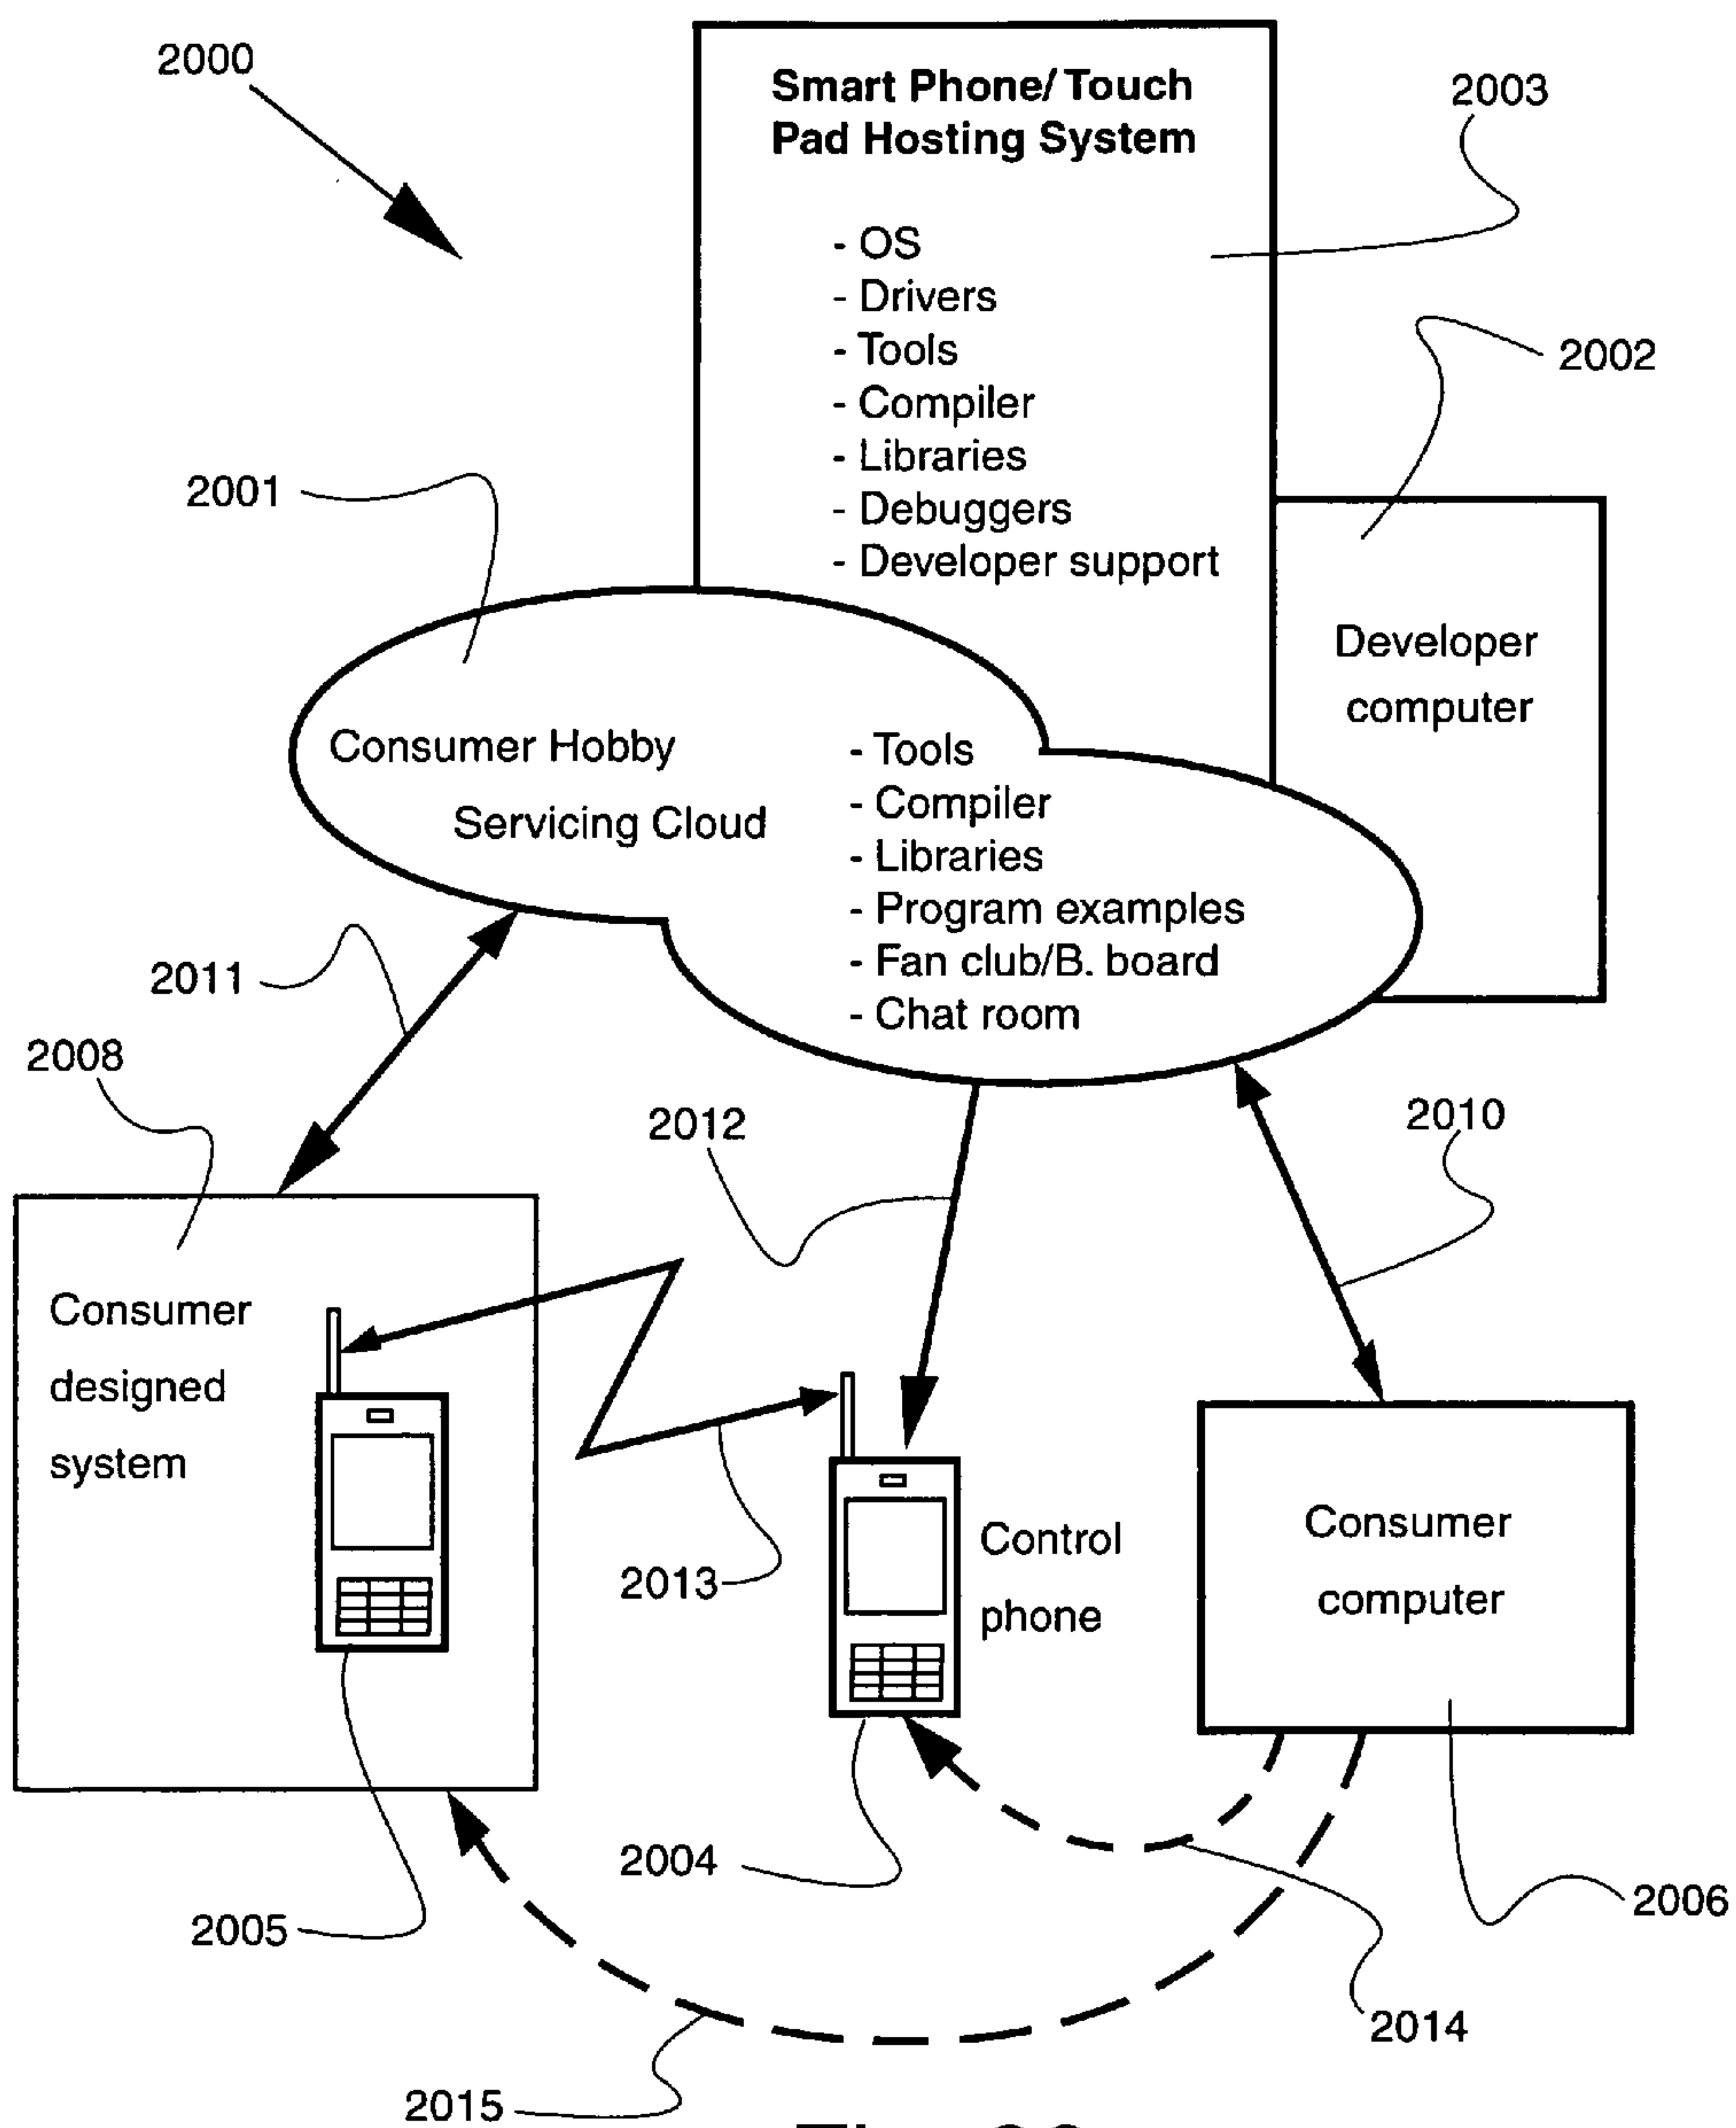 2000
Smart Phone/ Touch
Pad Hosting System
2003
- OS
- Drivers
- Tools
- Compiler
- Libraries
- Debuggers
- Developer support
2002
2001
Developer
computer
Consumer Hobby
Servicing Cloud
- Tools
- Compiler
- Libraries
- Program examples
- Fan club/B. board
- Chat room
2011
2008
2012
2010
Consumer
designed
system
Control
phone
2013
Consumer
computer
2004
2005
2006
2014
2015